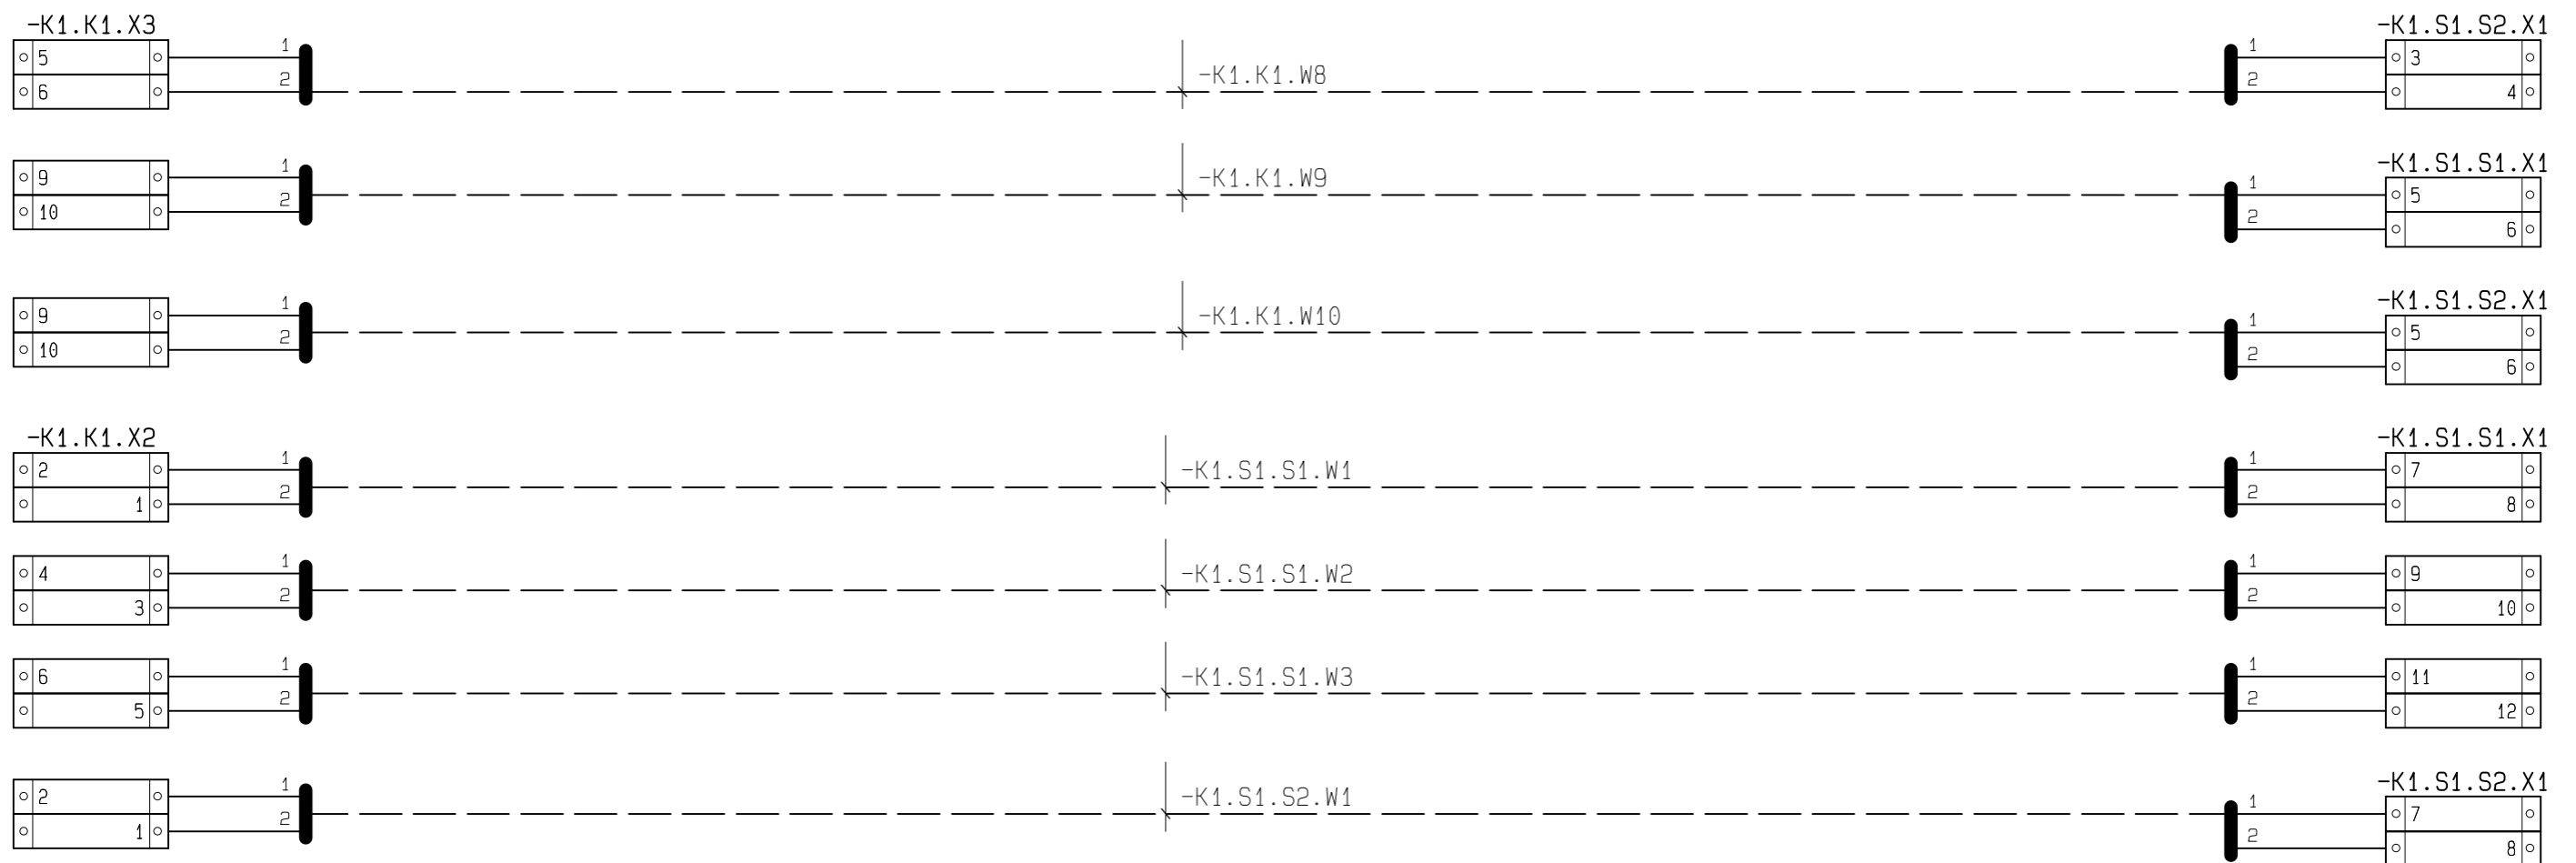 -K1.K1.X3 -K1.S1.S2.X1
5 1 1 3
-K1.K1.W8
6 2 2 4
-K1.S1.S1.X1
9 1 -K1.K1.W9 1 5
10 2 2 6
-K1.S1.S2.X1
9 1 -K1.K1.W10 1 5
10 2 2 6
-K1.K1.X2 -K1.S1.S1.X1
2 1 -K1.S1.S1.W1 1 7
1 2 2 8
4 1 -K1.S1.S1.W2 1 9
3 2 2 10
6 1 -K1.S1.S1.W3 1 11
5 2 2 12
-K1.S1.S2.X1
2 1 -K1.S1.S2.W1 1 7
1 2 2 8